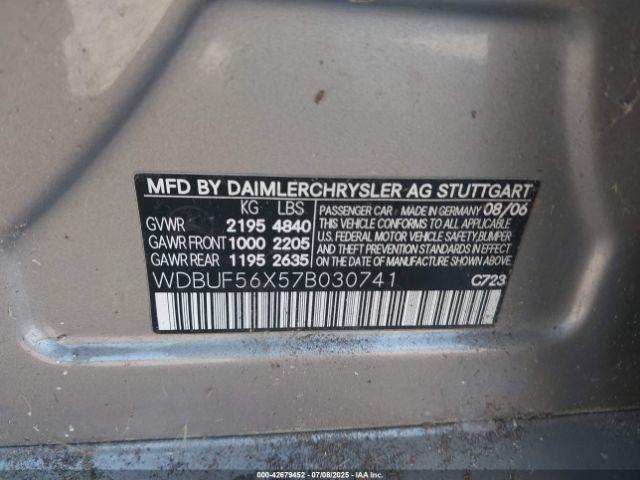 MFD BY DAIMLERCHRYSLER AG STUTTGART
KG LBS
GVWR 2195 4840
GAWR FRONT 1000 2205
GAWR REAR 1195 2635
PASSENGER CAR / MADE IN GERMANY 08/06
THIS VEHICLE CONFORMS TO ALL APPLICABLE
U.S. FEDERAL MOTOR VEHICLE SAFETY, BUMPER
AND THEFT PREVENTION STANDARDS IN
EFFECT ON THE DATE OF
MANUFACTURE SHOWN ABOVE.
WDBUF56X57B030741
C723
000-42679452 - 07/08/2025 - IAAI.com